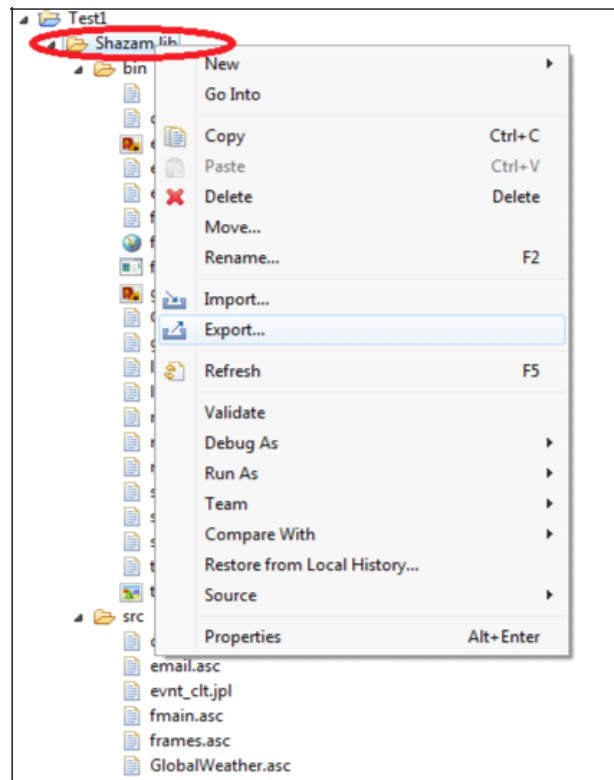 Test1
Shazam.lib
bin
New
Go Into
Copy Ctrl+C
Paste Ctrl+V
Delete Delete
Move...
Rename... F2
Import...
Export...
Refresh F5
Validate
Debug As
Run As
Team
Compare With
Restore from Local History...
Source
Properties Alt+Enter
src
email.asc
evnt_clt.jpl
fmain.asc
frames.asc
GlobalWeather.asc